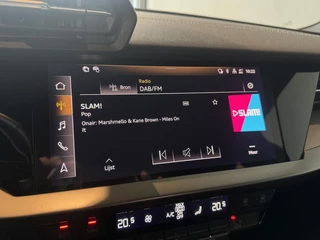 10:22
Bron
Radio
DAB/FM
SLAM!
Pop
Onair: Marshmello & Kane Brown - Miles On
It
SLAM!
Lijst
Meer
20.5
A/C
20.5